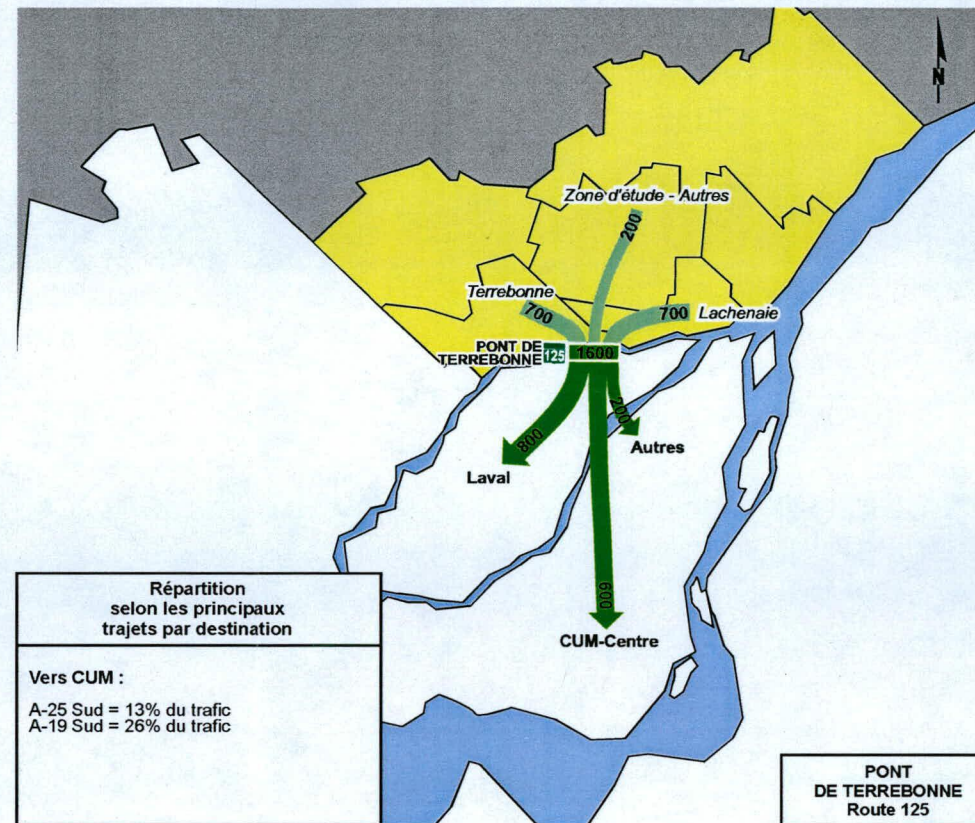 N
Zone d'étude - Autres
200
Terrebonne
700
700
Lachenaie
PONT DE
TERREBONNE
125
1600
800
200
Laval
Autres
600
CUM-Centre
Répartition
selon les principaux
trajets par destination
Vers CUM :
A-25 Sud = 13% du trafic
A-19 Sud = 26% du trafic
PONT
DE TERREBONNE
Route 125